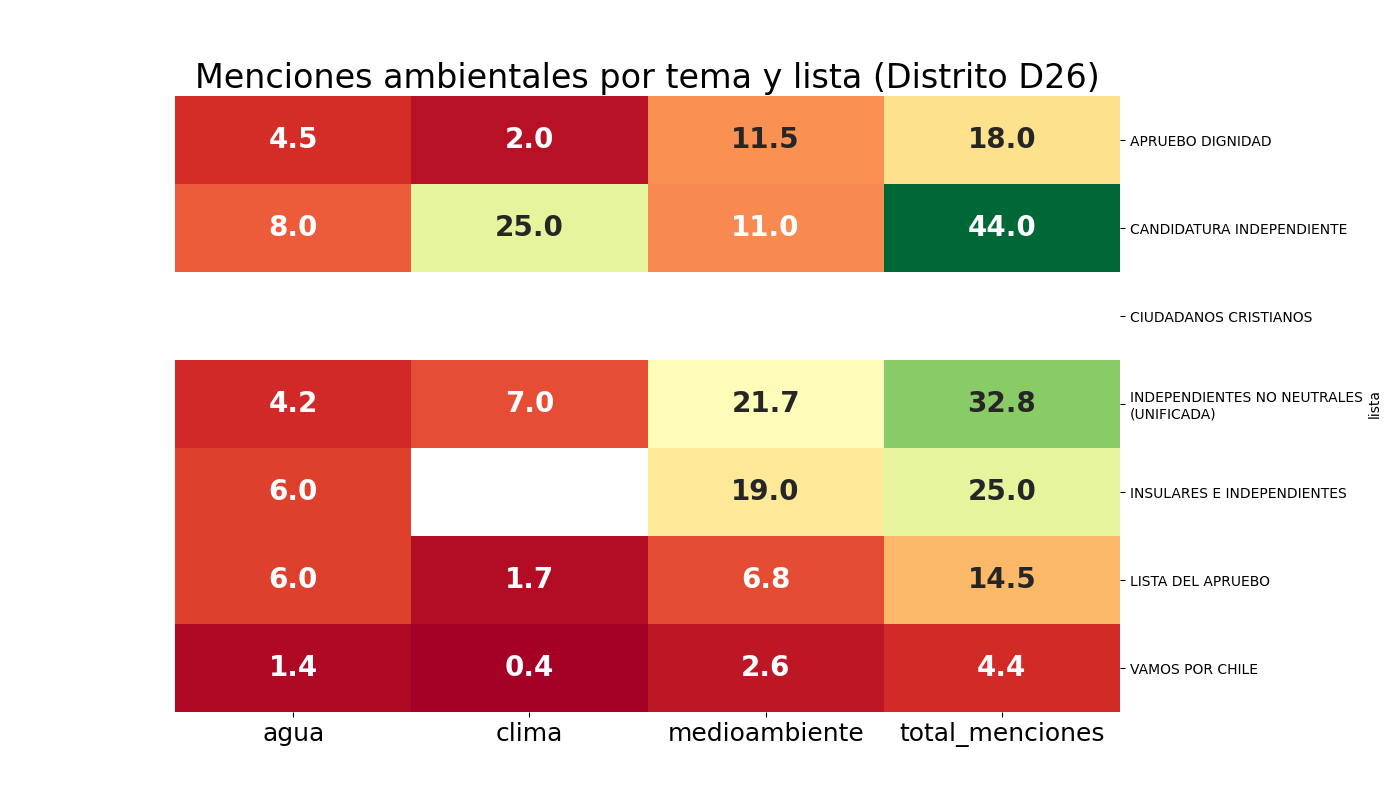 Menciones ambientales por tema y lista (Distrito D26)
4.5 2.0 11.5 18.0 APRUEBO DIGNIDAD
8.0 25.0 11.0 44.0 CANDIDATURA INDEPENDIENTE
CIUDADANOS CRISTIANOS
4.2 7.0 21.7 32.8 INDEPENDIENTES NO NEUTRALES
(UNIFICADA)
lista
6.0 19.0 25.0 INSULARES E INDEPENDIENTES
6.0 1.7 6.8 14.5 LISTA DEL APRUEBO
1.4 0.4 2.6 4.4 VAMOS POR CHILE
agua clima medioambiente total_menciones